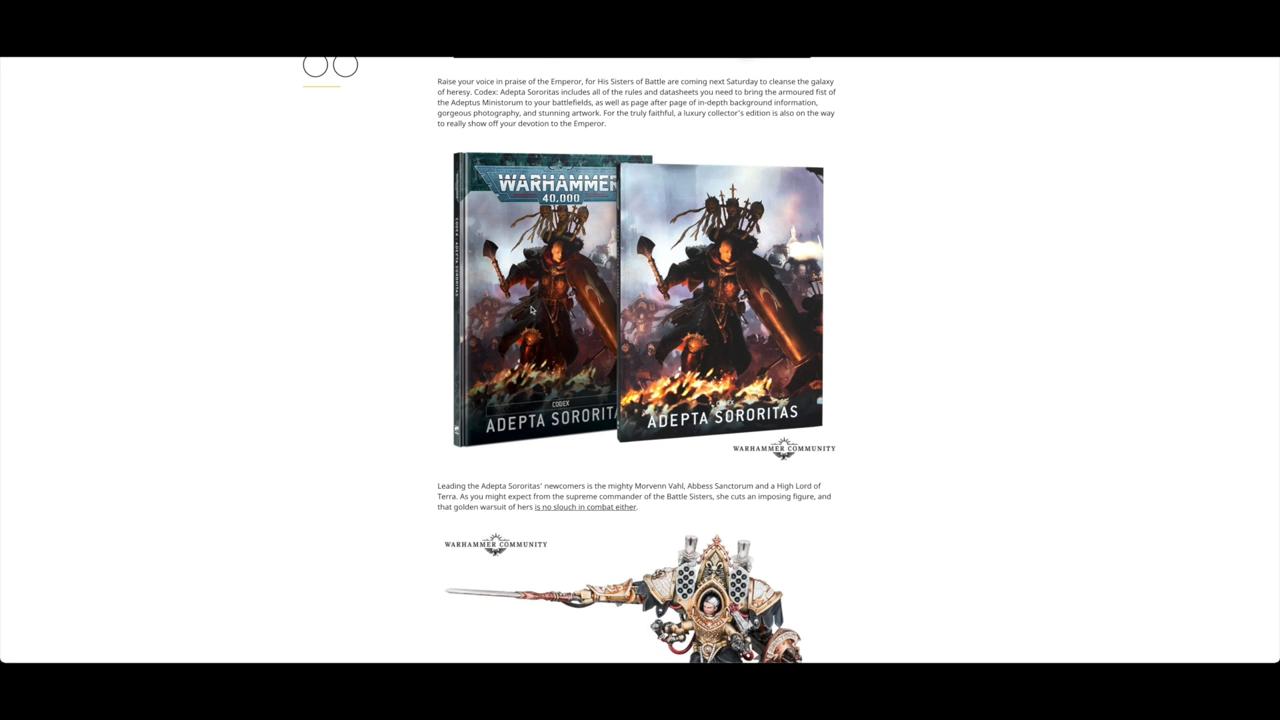 Raise your voice in praise of the Emperor, for His Sisters of Battle are coming next Saturday to cleanse the galaxy
of heresy. Codex: Adepta Sororitas includes all of the rules and datasheets you need to bring the armoured fist of
the Adeptus Ministorum to your battlefields, as well as page after page of in-depth background information,
gorgeous photography, and stunning artwork. For the truly faithful, a luxury collector's edition is also on the way
to really show off your devotion to the Emperor.
WARHAMMER
40,000
CODEX: ADEPTA SORORITAS
CODEX
ADEPTA SORORITA
CODEX
ADEPTA SORORITAS
WARHAMMER COMMUNITY
Leading the Adepta Sororitas' newcomers is the mighty Morvenn Vahl, Abbess Sanctorum and a High Lord of
Terra. As you might expect from the supreme commander of the Battle Sisters, she cuts an imposing figure, and
that golden warsuit of hers is no slouch in combat either.
WARHAMMER COMMUNITY